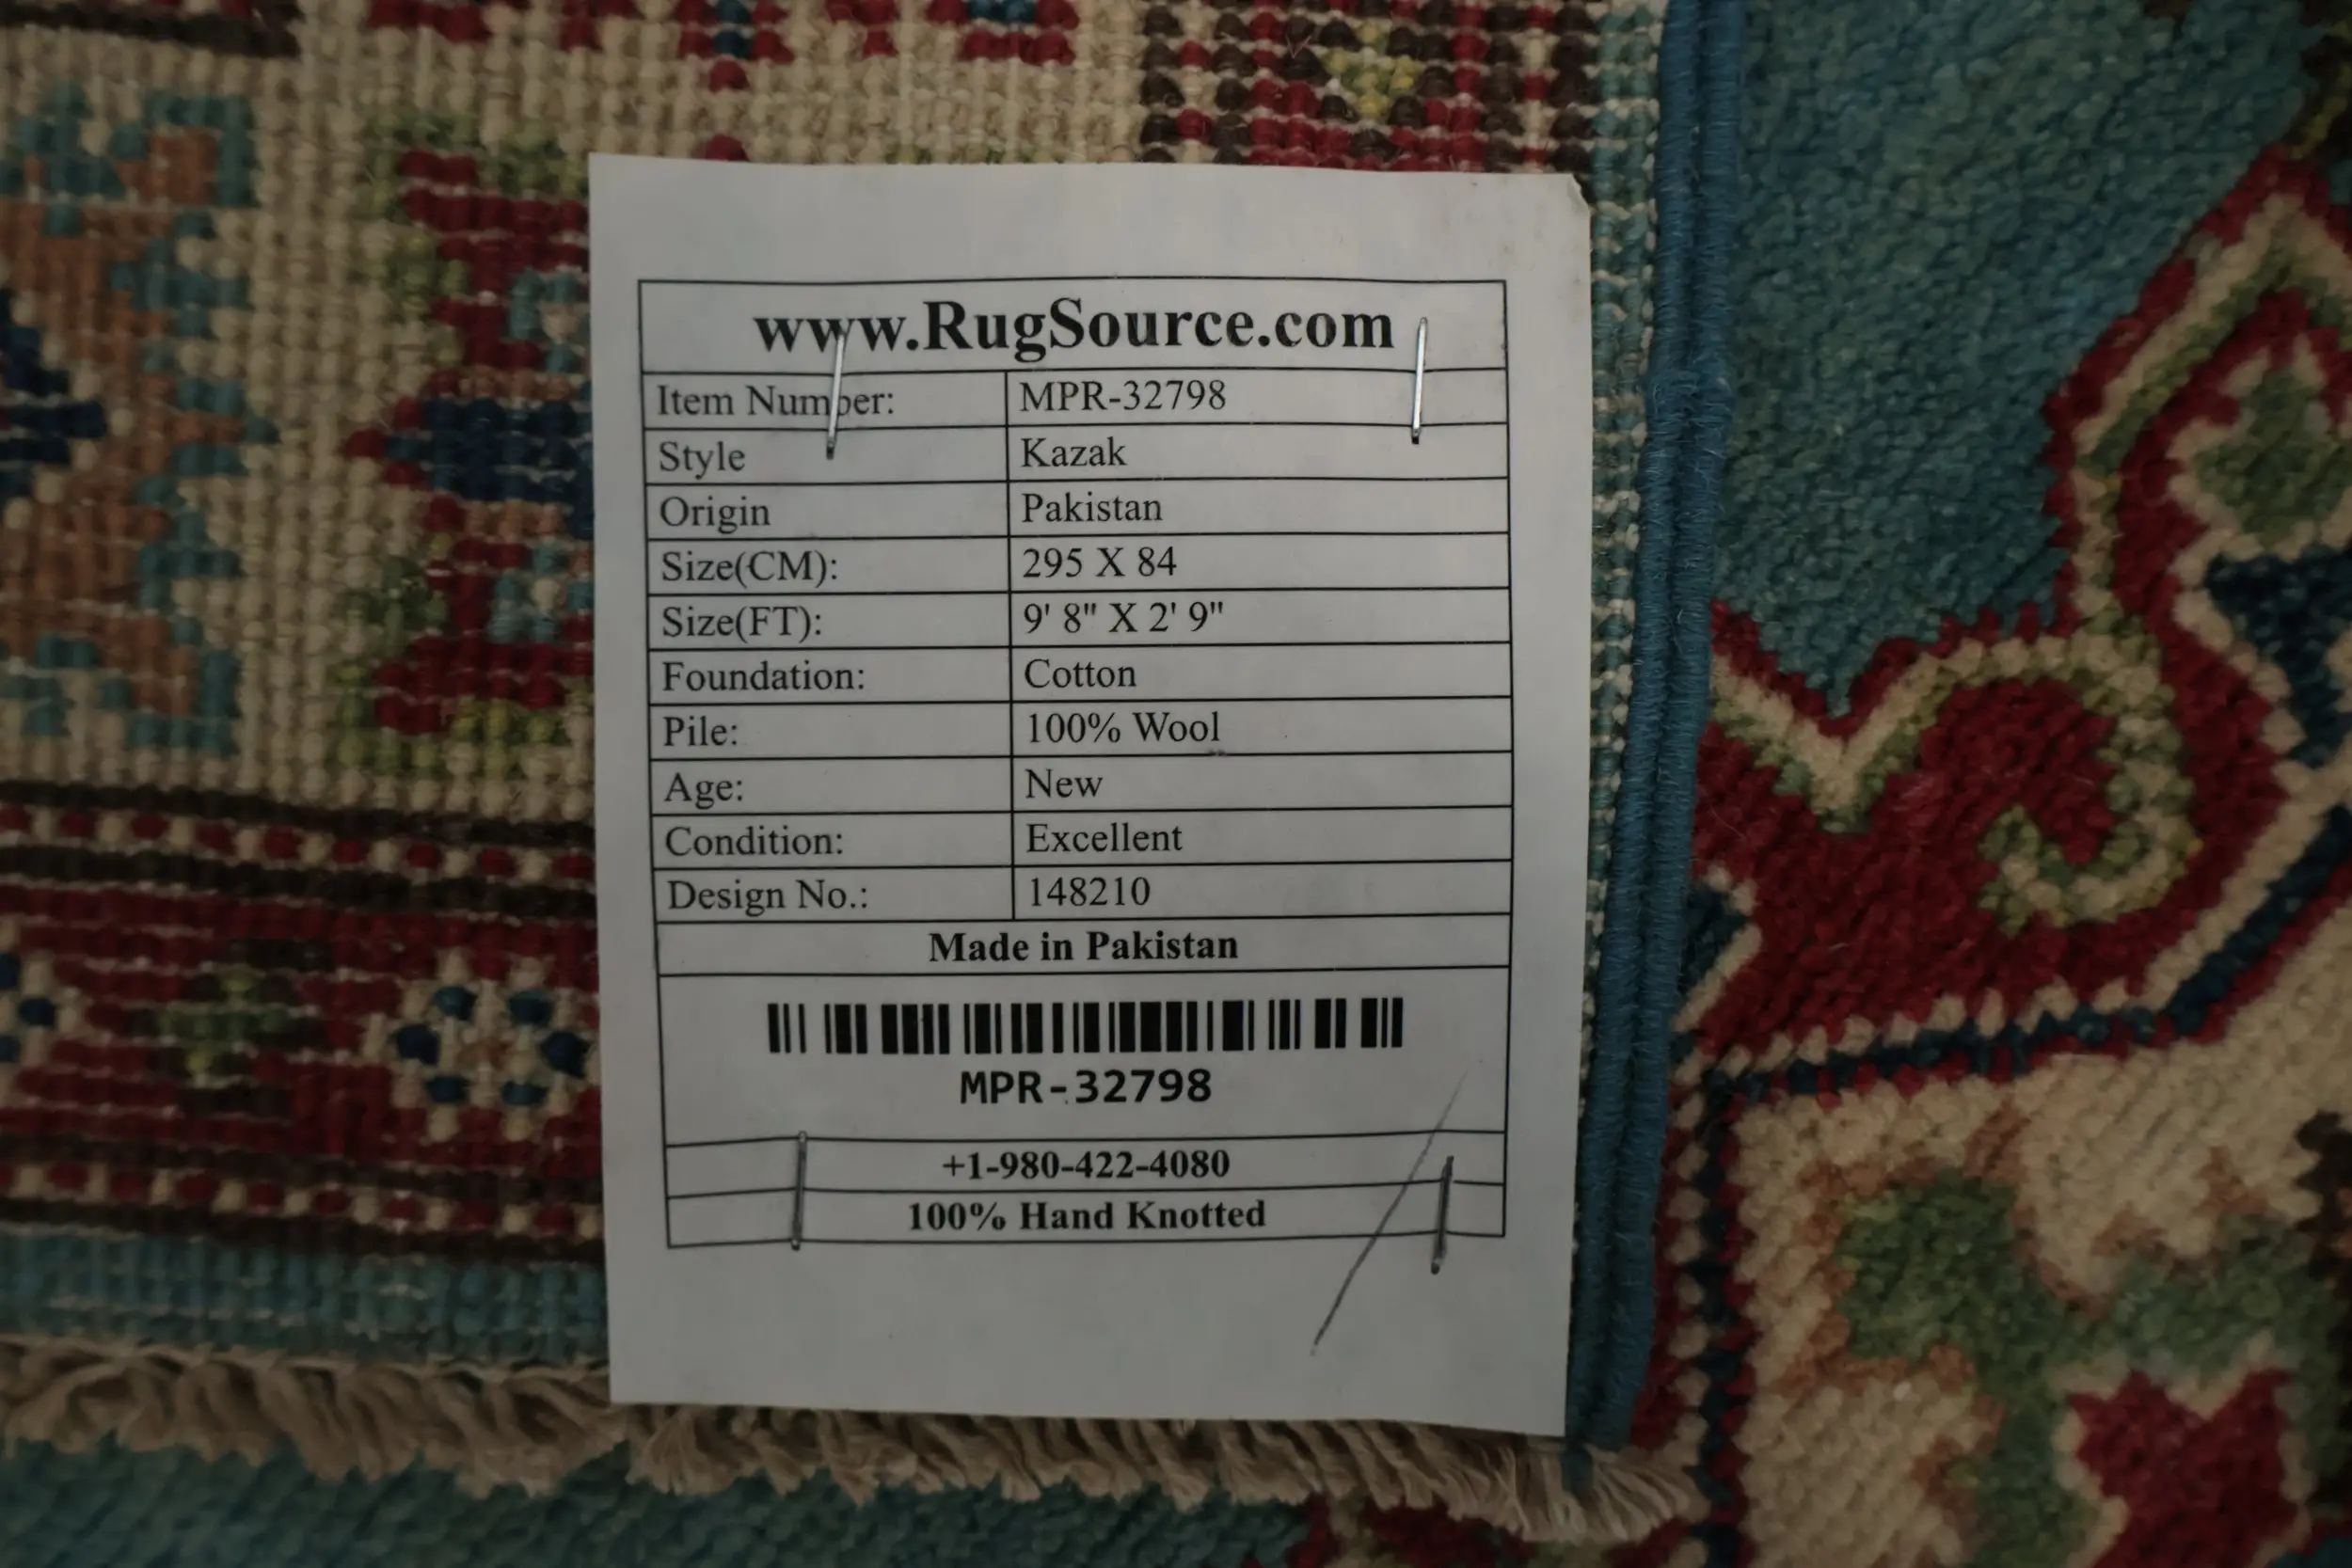 www.RugSource.com
Item Number: MPR-32798
Style Kazak
Origin Pakistan
Size(CM): 295 X 84
Size(FT): 9' 8" X 2' 9"
Foundation: Cotton
Pile: 100% Wool
Age: New
Condition: Excellent
Design No.: 148210
Made in Pakistan
MPR-32798
+1-980-422-4080
100% Hand Knotted